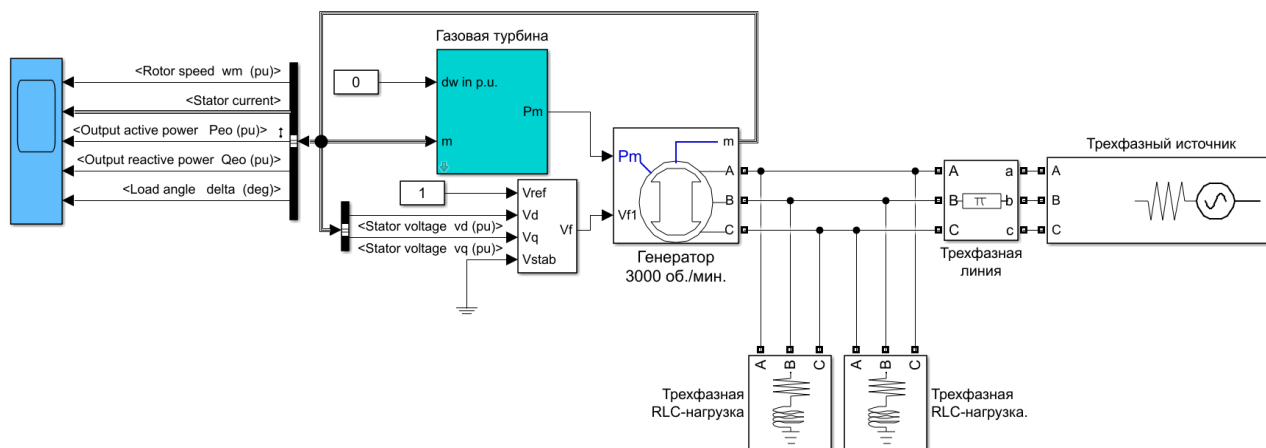 Газовая турбина
<Rotor speed wm (pu)>
<Stator current>
<Output active power Peo (pu)>
<Output reactive power Qeo (pu)>
<Load angle delta (deg)>
0
dw in p.u.
Pm
m
1
Vref
Vd
Vq
Vstab
Vf
<Stator voltage vd (pu)>
<Stator voltage vq (pu)>
Pm
m
A
B
C
Vf1
Генератор
3000 об./мин.
A
B
C
π
a
b
c
Трехфазная
линия
Трехфазный источник
A
B
C
A B C
Трехфазная
RLC-нагрузка
A B C
Трехфазная
RLC-нагрузка.